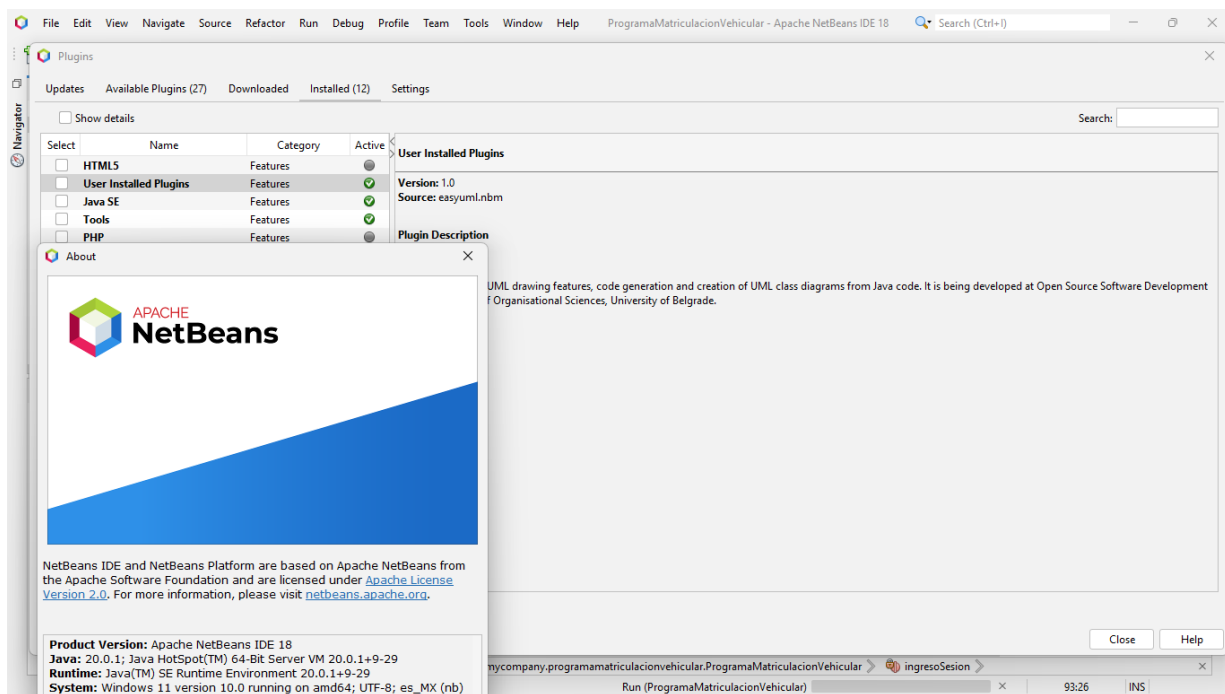 File Edit View Navigate Source Refactor Run Debug Profile Team Tools Window Help ProgramaMatriculacionVehicular - Apache NetBeans IDE 18 Search (Ctrl+I)
Plugins
Updates Available Plugins (27) Downloaded Installed (12) Settings
Show details Search:
Navigator
Select Name Category Active
HTML5 Features
User Installed Plugins Features
Java SE Features
Tools Features
PHP Features
User Installed Plugins
Version: 1.0
Source: easyuml.nbm
Plugin Description
UML drawing features, code generation and creation of UML class diagrams from Java code. It is being developed at Open Source Software Development
f Organisational Sciences, University of Belgrade.
About
APACHE
NetBeans
NetBeans IDE and NetBeans Platform are based on Apache NetBeans from
the Apache Software Foundation and are licensed under Apache License
Version 2.0. For more information, please visit netbeans.apache.org.
Product Version: Apache NetBeans IDE 18
Java: 20.0.1; Java HotSpot(TM) 64-Bit Server VM 20.0.1+9-29
Runtime: Java(TM) SE Runtime Environment 20.0.1+9-29
System: Windows 11 version 10.0 running on amd64; UTF-8; es_MX (nb)
Close Help
mycompany.programamatriculacionvehicular.ProgramaMatriculacionVehicular ingresoSesion
Run (ProgramaMatriculacionVehicular) 93:26 INS